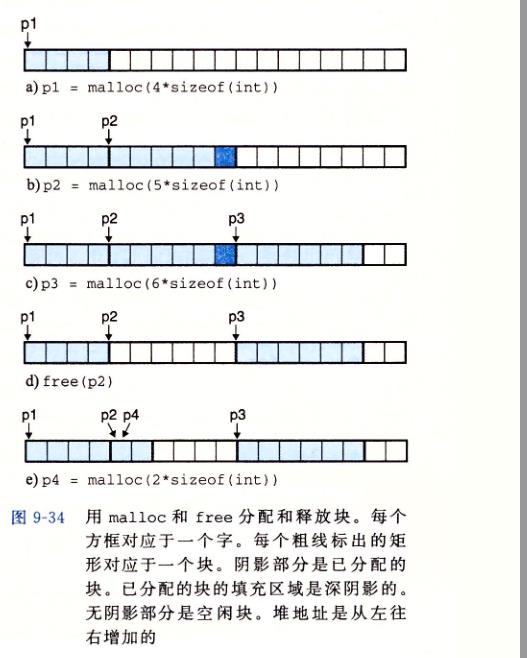 p1
a) p1 = malloc(4*sizeof(int))
p1 p2
b) p2 = malloc(5*sizeof(int))
p1 p2 p3
c) p3 = malloc(6*sizeof(int))
p1 p2 p3
d) free(p2)
p1 p2 p4 p3
e) p4 = malloc(2*sizeof(int))
图 9-34 用 malloc 和 free 分配和释放块。每个
方框对应于一个字。每个粗线标出的矩
形对应于一个块。阴影部分是已分配的
块。已分配的块的填充区域是深阴影的。
无阴影部分是空闲块。堆地址是从左往
右增加的